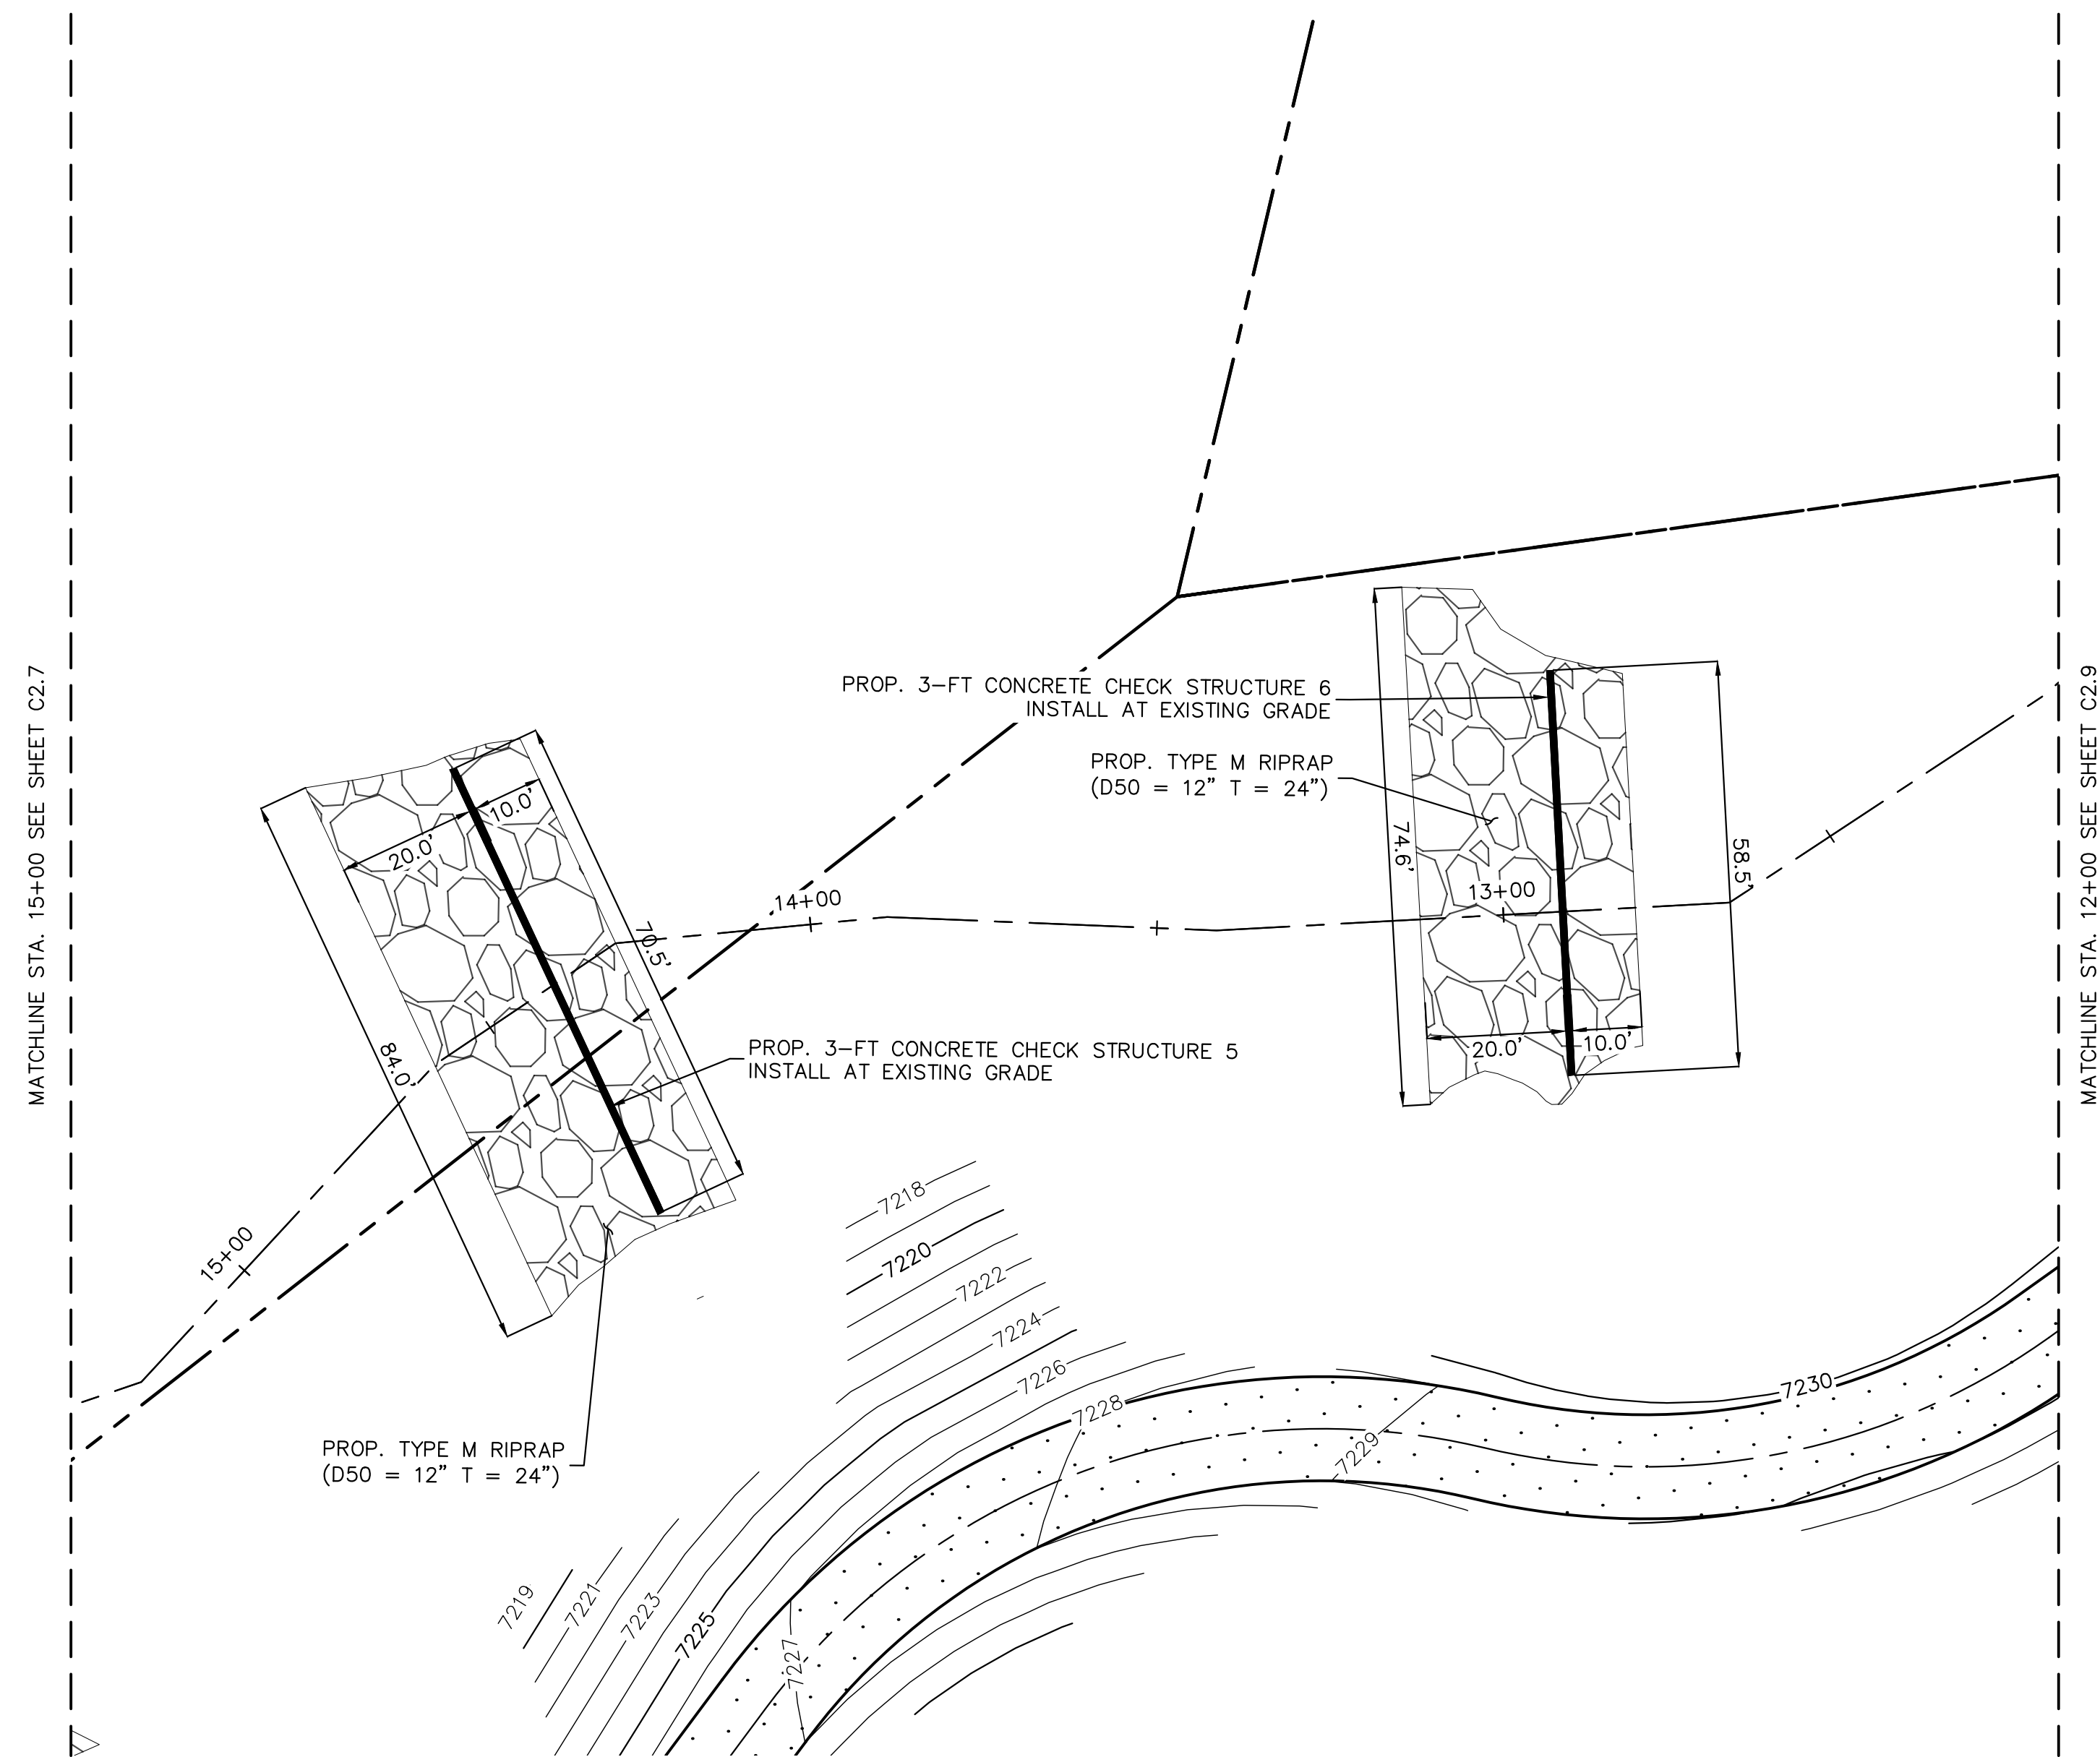 MATCHLINE STA. 15+00 SEE SHEET C2.7
MATCHLINE STA. 12+00 SEE SHEET C2.9
PROP. 3-FT CONCRETE CHECK STRUCTURE 6
INSTALL AT EXISTING GRADE
PROP. TYPE M RIPRAP
(D50 = 12" T = 24")
74.6'
58.5'
13+00
20.0'
10.0'
10.0'
20.0'
14+00
70.5'
84.0'
PROP. 3-FT CONCRETE CHECK STRUCTURE 5
INSTALL AT EXISTING GRADE
15+00
PROP. TYPE M RIPRAP
(D50 = 12" T = 24")
7218
7220
7222
7224
7226
7228
7230
7229
7219
7221
7223
7225
7227